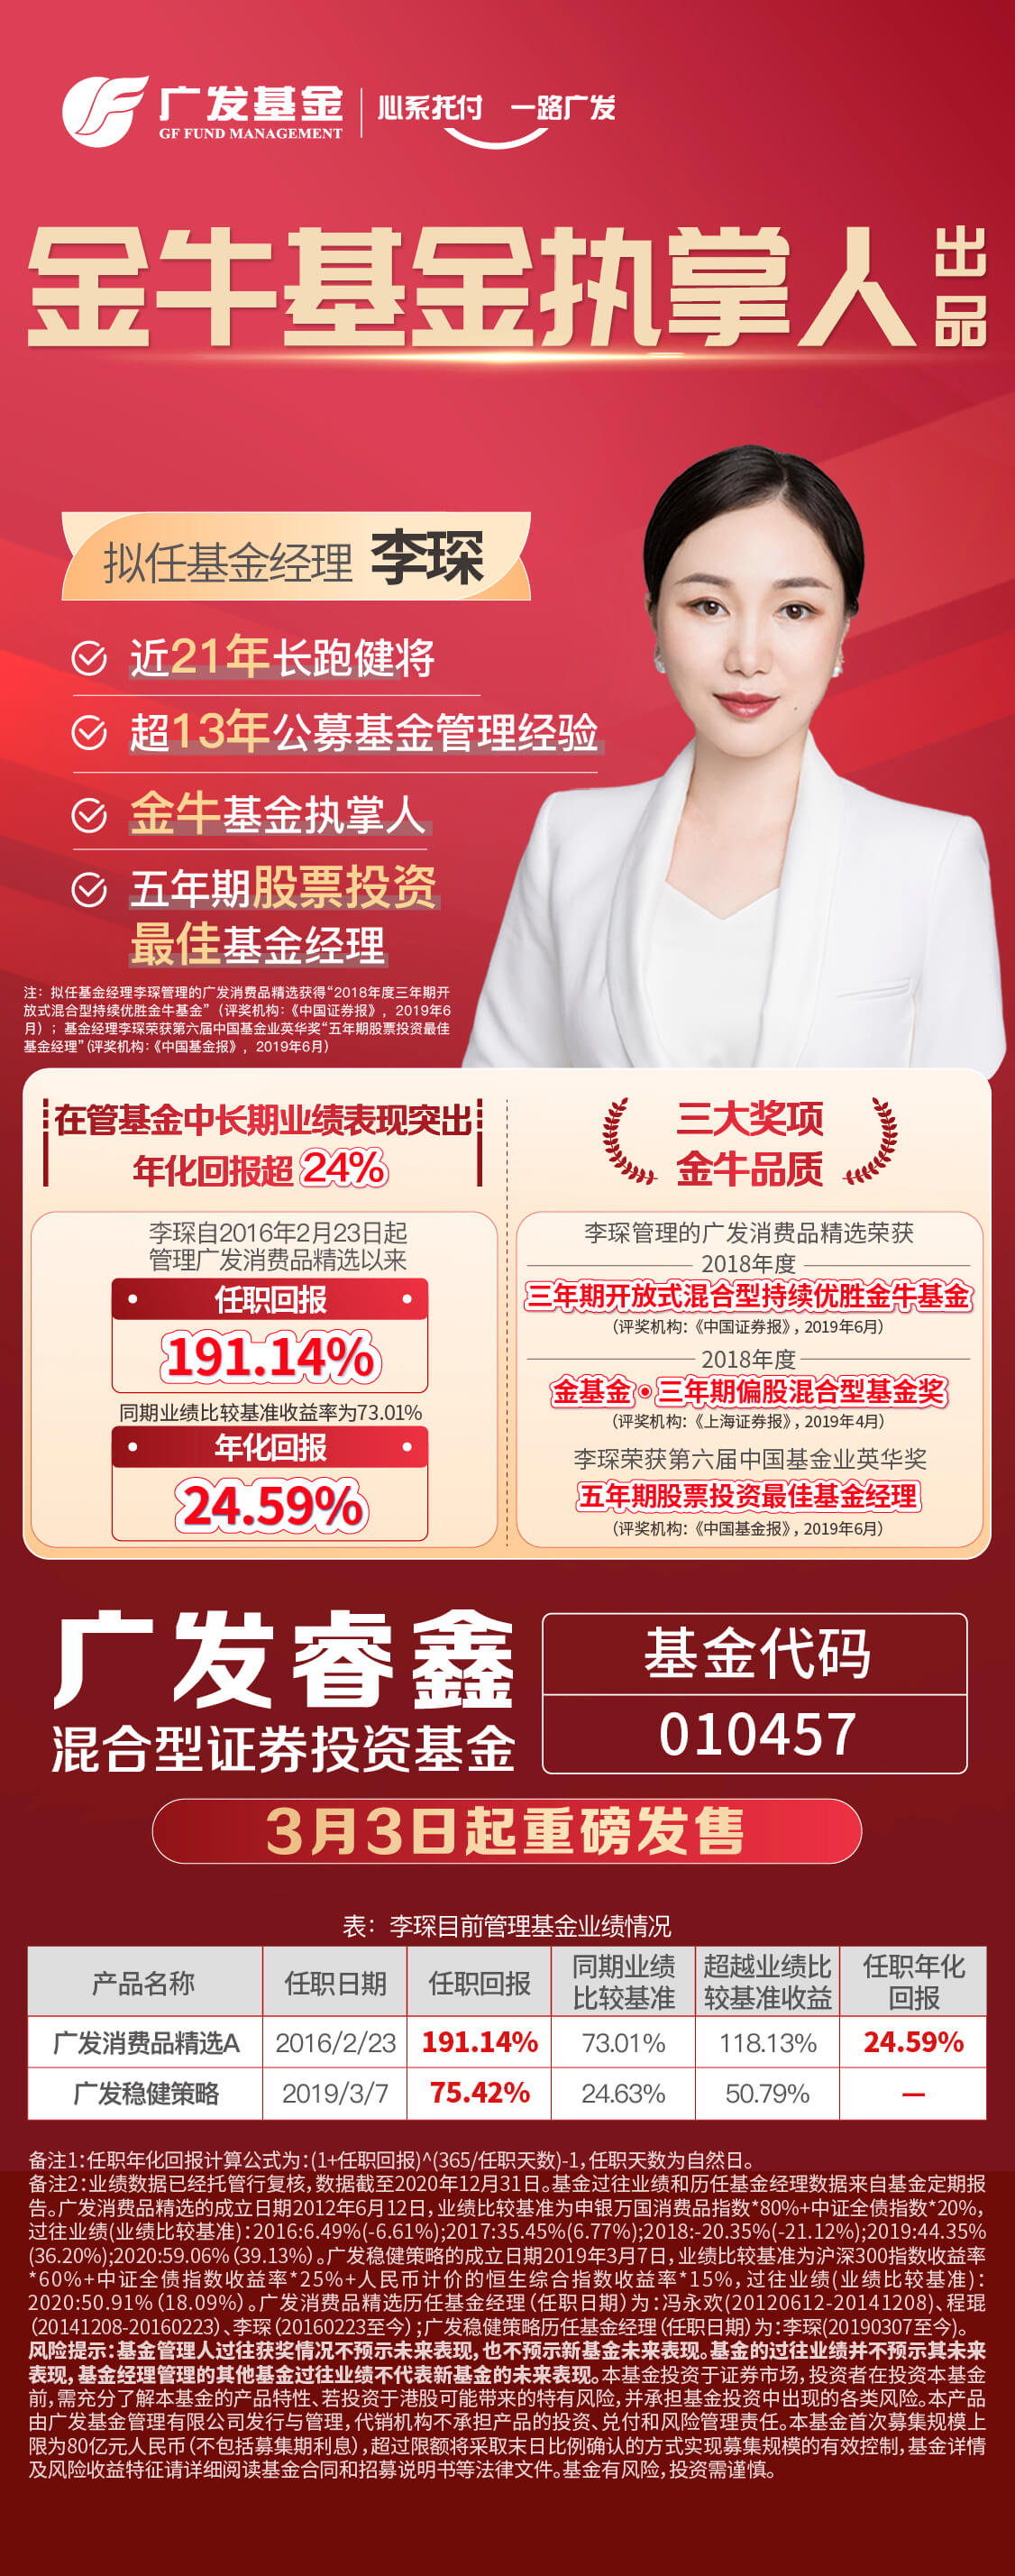 广发基金
GF FUND MANAGEMENT
心系托付 一路广发
金牛基金执掌人出品
拟任基金经理 李琛
近21年长跑健将
超13年公募基金管理经验
金牛基金执掌人
五年期股票投资
最佳基金经理
注：拟任基金经理李琛管理的广发消费品精选获得“2018年度三年期开
放式混合型持续优胜金牛基金”（评奖机构：《中国证券报》，2019年6
月）；基金经理李琛荣获第六届中国基金业英华奖“五年期股票投资最佳
基金经理”(评奖机构：《中国基金报》，2019年6月)
在管基金中长期业绩表现突出
年化回报超24%
李琛自2016年2月23日起
管理广发消费品精选以来
任职回报
191.14%
同期业绩比较基准收益率为73.01%
年化回报
24.59%
三大奖项
金牛品质
李琛管理的广发消费品精选荣获
2018年度
三年期开放式混合型持续优胜金牛基金
（评奖机构：《中国证券报》，2019年6月）
2018年度
金基金⊙三年期偏股混合型基金奖
（评奖机构：《上海证券报》，2019年4月）
李琛荣获第六届中国基金业英华奖
五年期股票投资最佳基金经理
（评奖机构：《中国基金报》，2019年6月）
广发睿鑫
混合型证券投资基金
基金代码
010457
3月3日起重磅发售
表：李琛目前管理基金业绩情况
产品名称 任职日期 任职回报 同期业绩比较基准 超越业绩比较基准收益 任职年化回报
广发消费品精选A 2016/2/23 191.14% 73.01% 118.13% 24.59%
广发稳健策略 2019/3/7 75.42% 24.63% 50.79% —
备注1：任职年化回报计算公式为：(1+任职回报)^(365/任职天数)-1，任职天数为自然日。
备注2：业绩数据已经托管行复核，数据截至2020年12月31日。基金过往业绩和历任基金经理数据来自基金定期报
告。广发消费品精选的成立日期2012年6月12日，业绩比较基准为申银万国消费品指数*80%+中证全债指数*20%，
过往业绩(业绩比较基准)：2016:6.49%(-6.61%);2017:35.45%(6.77%);2018:-20.35%(-21.12%);2019:44.35%
(36.20%);2020:59.06%（39.13%）。广发稳健策略的成立日期2019年3月7日，业绩比较基准为沪深300指数收益率
*60%+中证全债指数收益率*25%+人民币计价的恒生综合指数收益率*15%，过往业绩(业绩比较基准)：
2020:50.91%（18.09%）。广发消费品精选历任基金经理（任职日期）为：冯永欢(20120612-20141208)、程琨
（20141208-20160223）、李琛（20160223至今）；广发稳健策略历任基金经理（任职日期）为：李琛(20190307至今)。
风险提示：基金管理人过往获奖情况不预示未来表现，也不预示新基金未来表现。基金的过往业绩并不预示其未来
表现，基金经理管理的其他基金过往业绩不代表新基金的未来表现。本基金投资于证券市场，投资者在投资本基金
前，需充分了解本基金的产品特性、若投资于港股可能带来的特有风险，并承担基金投资中出现的各类风险。本产品
由广发基金管理有限公司发行与管理，代销机构不承担产品的投资、兑付和风险管理责任。本基金首次募集规模上
限为80亿元人民币（不包括募集期利息），超过限额将采取末日比例确认的方式实现募集规模的有效控制，基金详情
及风险收益特征请详细阅读基金合同和招募说明书等法律文件。基金有风险，投资需谨慎。